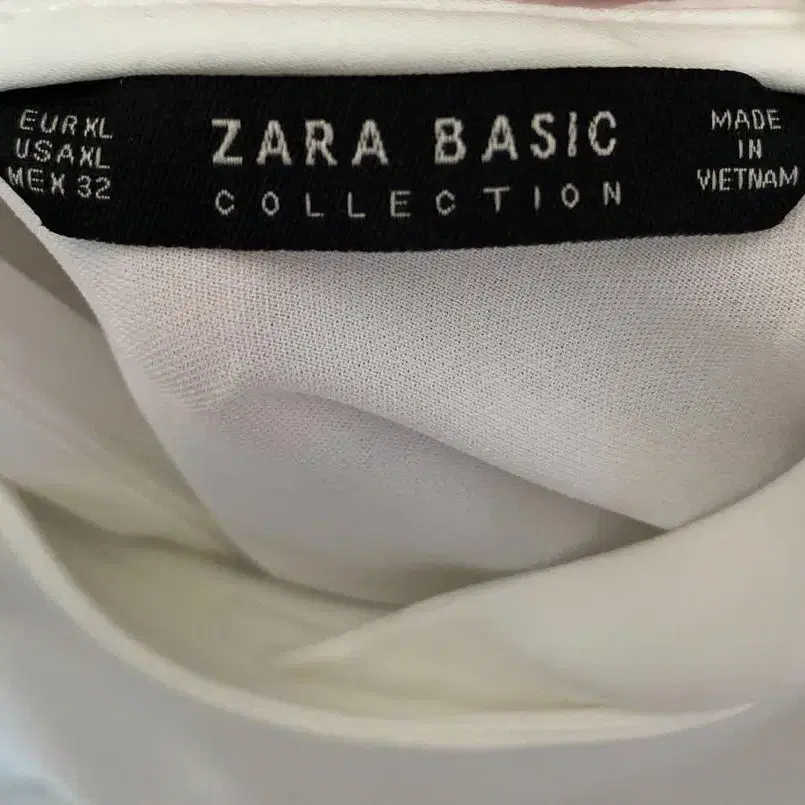 EUR XL
USA XL
MEX 32
ZARA BASIC
COLLECTION
MADE
IN
VIETNAM